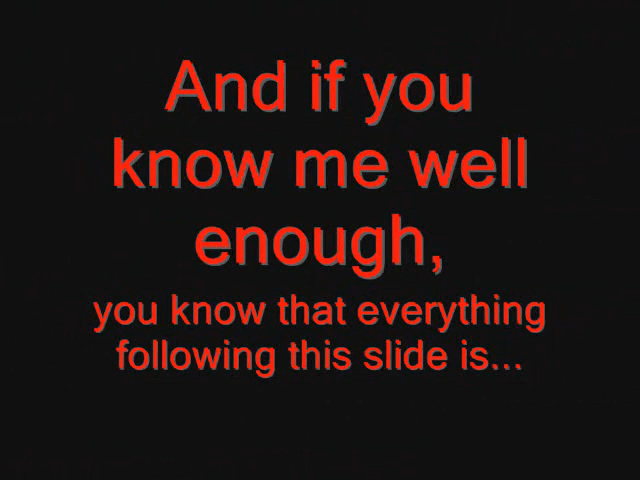 And if you
know me well
enough,
you know that everything
following this slide is...